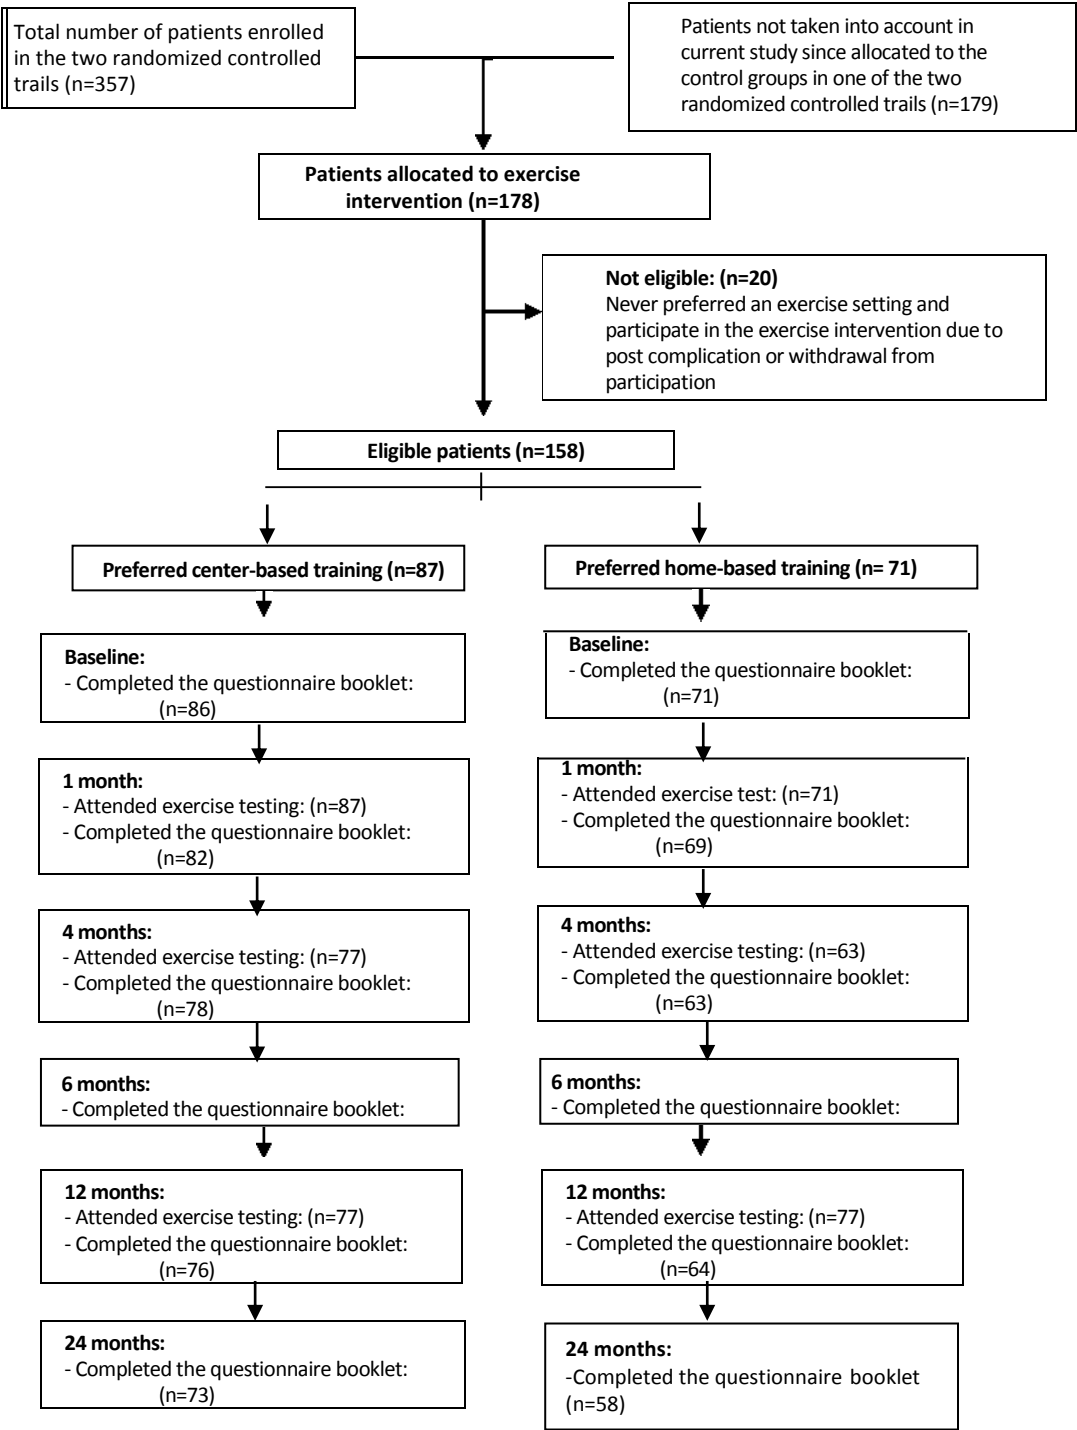 Total number of patients enrolled
in the two randomized controlled
trails (n=357)
Patients not taken into account in
current study since allocated to the
control groups in one of the two
randomized controlled trails (n=179)
Patients allocated to exercise
intervention (n=178)
Not eligible: (n=20)
Never preferred an exercise setting and
participate in the exercise intervention due to
post complication or withdrawal from
participation
Eligible patients (n=158)
Preferred center-based training (n=87)
Preferred home-based training (n= 71)
Baseline:
- Completed the questionnaire booklet:
(n=86)
Baseline:
- Completed the questionnaire booklet:
(n=71)
1 month:
- Attended exercise testing: (n=87)
- Completed the questionnaire booklet:
(n=82)
1 month:
- Attended exercise test: (n=71)
- Completed the questionnaire booklet:
(n=69)
4 months:
- Attended exercise testing: (n=77)
- Completed the questionnaire booklet:
(n=78)
4 months:
- Attended exercise testing: (n=63)
- Completed the questionnaire booklet:
(n=63)
6 months:
- Completed the questionnaire booklet:
6 months:
- Completed the questionnaire booklet:
12 months:
- Attended exercise testing: (n=77)
- Completed the questionnaire booklet:
(n=76)
12 months:
- Attended exercise testing: (n=77)
- Completed the questionnaire booklet:
(n=64)
24 months:
- Completed the questionnaire booklet:
(n=73)
24 months:
-Completed the questionnaire booklet
(n=58)